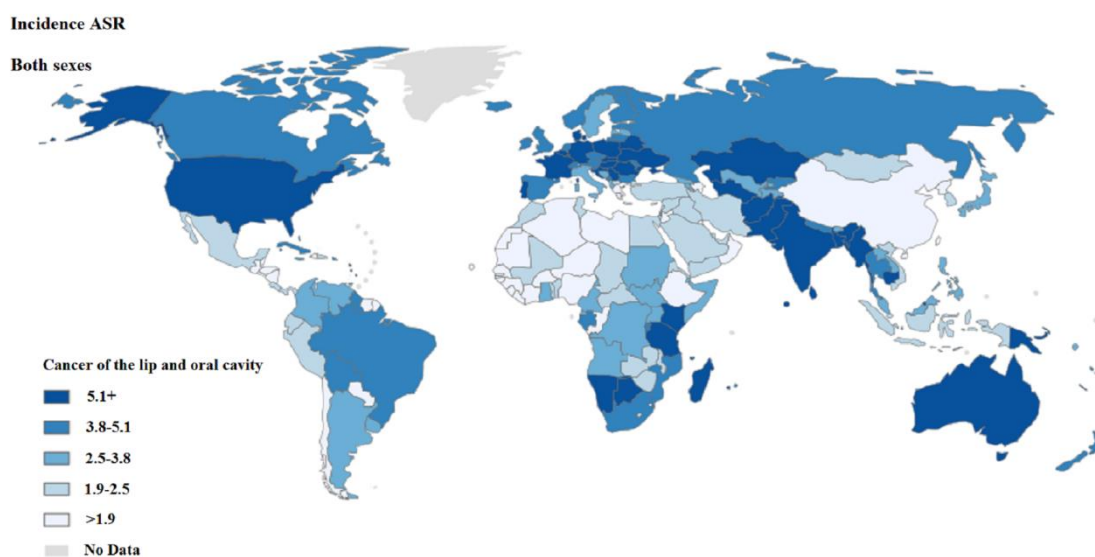 Incidence ASR
Both sexes
Cancer of the lip and oral cavity
5.1+
3.8-5.1
2.5-3.8
1.9-2.5
>1.9
No Data